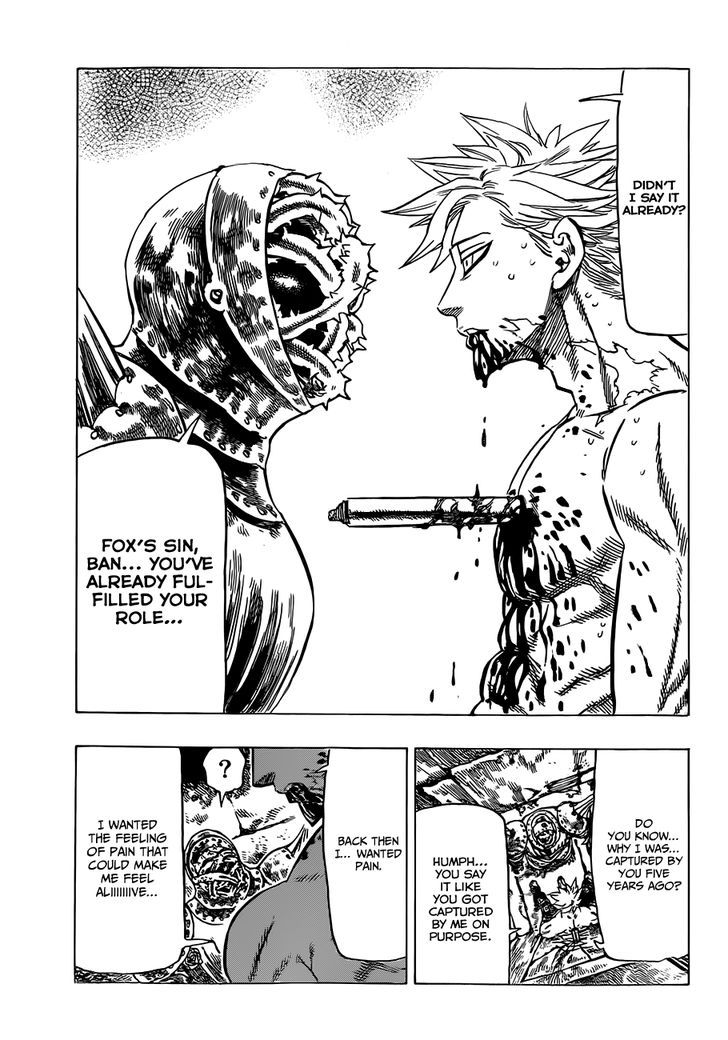 DIDN'T
I SAY IT
ALREADY?
FOX'S SIN,
BAN... YOU'VE
ALREADY FUL-
FILLED YOUR
ROLE...
DO
YOU KNOW...
WHY I WAS...
CAPTURED BY
YOU FIVE
YEARS AGO?
HUMPH...
YOU SAY
IT LIKE
YOU GOT
CAPTURED
BY ME ON
PURPOSE.
BACK THEN
I... WANTED
PAIN.
?
I WANTED
THE FEELING
OF PAIN THAT
COULD MAKE
ME FEEL
ALIIIIIIIVE...